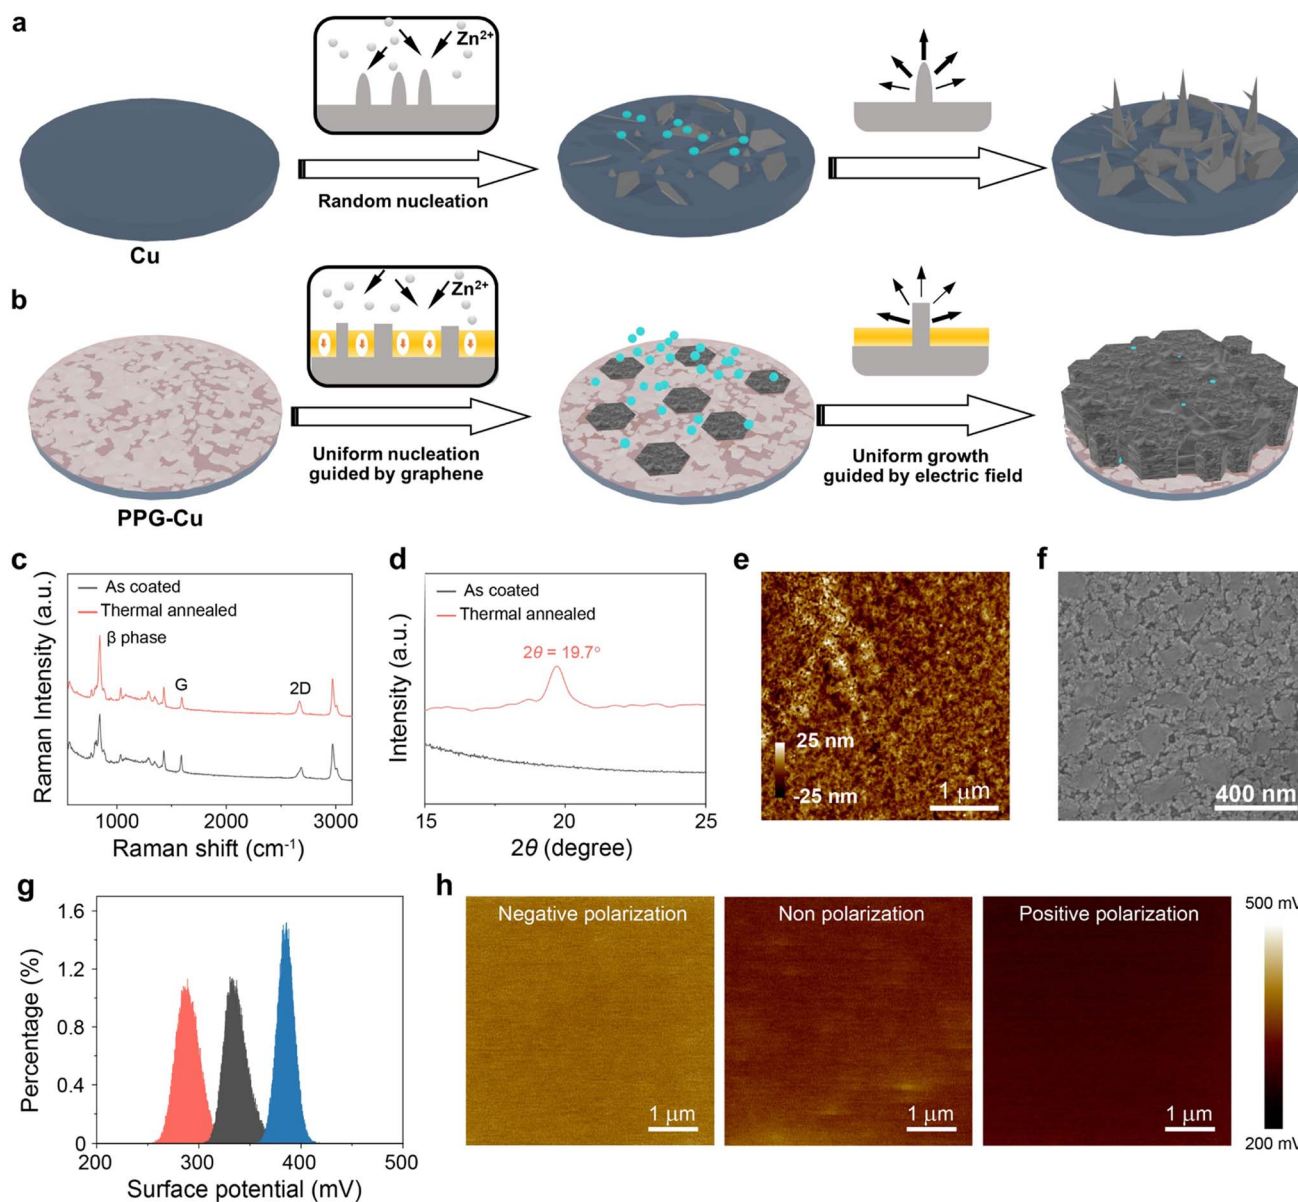 a
Zn²⁺
Random nucleation
Cu
b
Zn²⁺
Uniform nucleation
guided by graphene
Uniform growth
guided by electric field
PPG-Cu
c
As coated
Thermal annealed
β phase
G
2D
Raman Intensity (a.u.)
1000
2000
3000
Raman shift (cm⁻¹)
d
As coated
Thermal annealed
2θ = 19.7°
Intensity (a.u.)
15
20
25
2θ (degree)
e
25 nm
-25 nm
1 μm
f
400 nm
g
1.6
1.2
0.8
0.4
0
Percentage (%)
200
300
400
500
Surface potential (mV)
h
Negative polarization
1 μm
Non polarization
1 μm
Positive polarization
1 μm
500 mV
200 mV